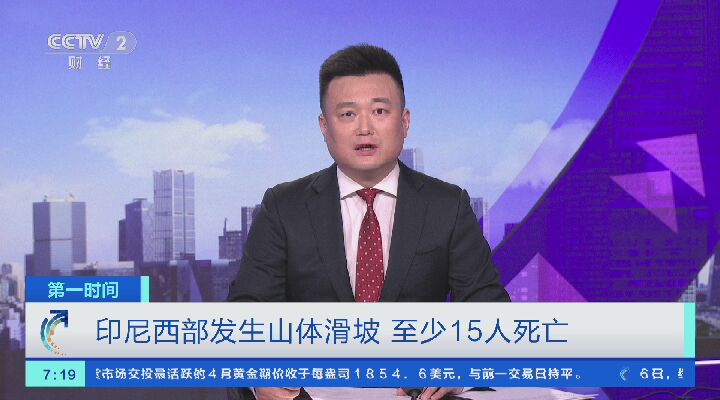 CCTV 2
财 经
第一时间
印尼西部发生山体滑坡 至少15人死亡
7:19 市场交投最活跃的4月黄金期价收于每盎司1854.6美元,与前一交易日持平。 6日,